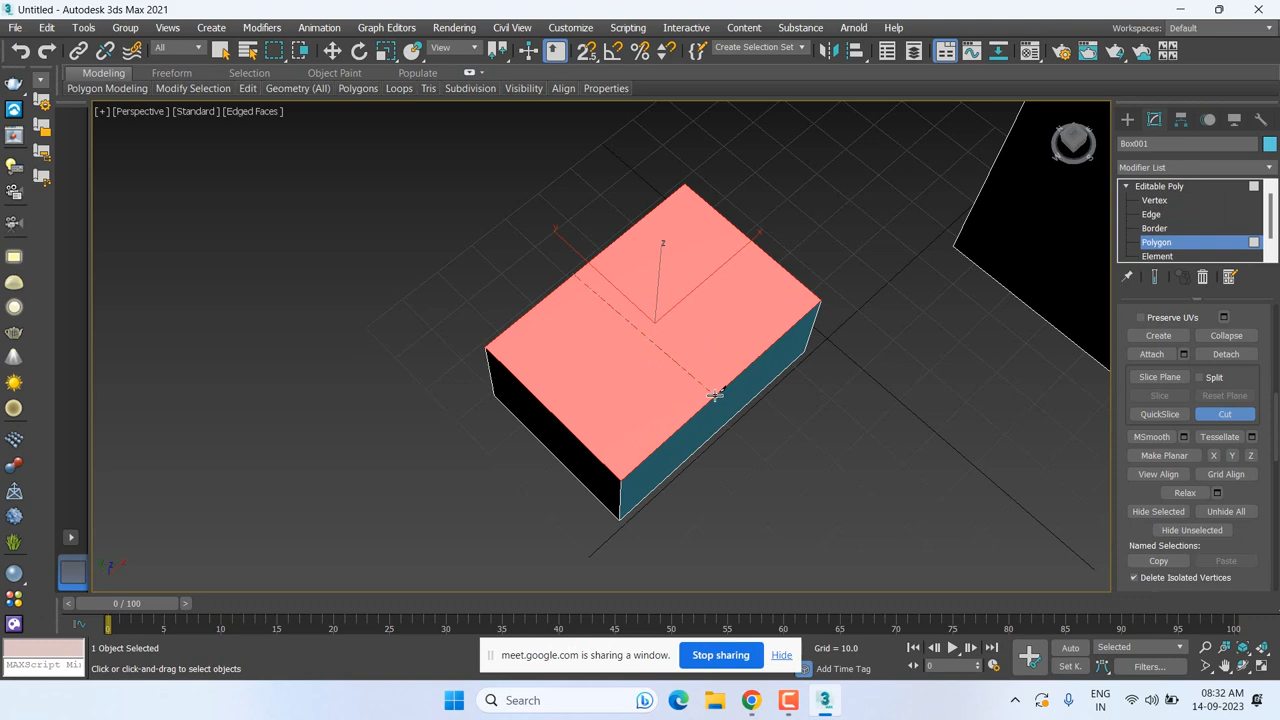 Untitled - Autodesk 3ds Max 2021
File Edit Tools Group Views Create Modifiers Animation Graph Editors Rendering Civil View Customize Scripting Interactive Content Substance Arnold Help
Workspaces: Default
All View Create Selection Set
Modeling Freeform Selection Object Paint Populate
Polygon Modeling Modify Selection Edit Geometry (All) Polygons Loops Tris Subdivision Visibility Align Properties
[+] [Perspective] [Standard] [Edged Faces]
Box001
Modifier List
Editable Poly
Vertex
Edge
Border
Polygon
Element
Preserve UVs
Create Collapse
Attach Detach
Slice Plane Split
Slice Reset Plane
QuickSlice Cut
MSmooth Tessellate
Make Planar X Y Z
View Align Grid Align
Relax
Hide Selected Unhide All
Hide Unselected
Named Selections:
Copy Paste
Delete Isolated Vertices
y z x
< 0 / 100 >
0 5 10 15 20 25 30 35 40 45 50 55 60 65 70 75 80 85 90 95 100
1 Object Selected
MAXScript Mi
Click or click-and-drag to select objects
meet.google.com is sharing a window. Stop sharing Hide
Grid = 10.0
Add Time Tag
0
Auto Selected
Set K. Filters...
Search
ENG
IN
08:32 AM
14-09-2023